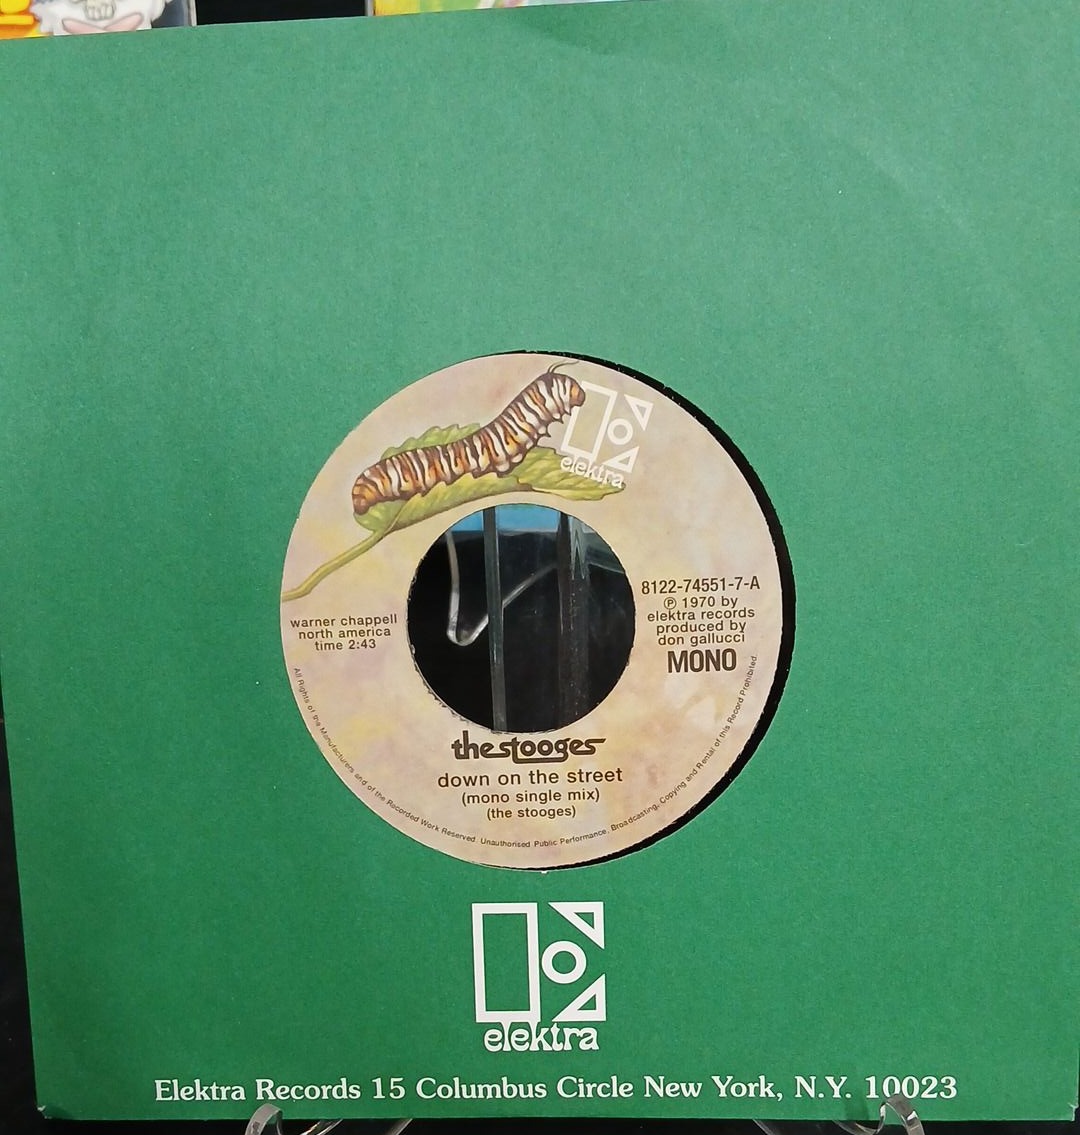 elektra
warner chappell
north america
time 2:43
8122-74551-7-A
℗ 1970 by
elektra records
produced by
don gallucci
MONO
thestooges
down on the street
(mono single mix)
(the stooges)
All Rights of the Manufacturers and of the Recorded Work Reserved. Unauthorised Public Performance, Broadcasting, Copying and Rental of this Record Prohibited.
elektra
Elektra Records 15 Columbus Circle New York, N.Y. 10023